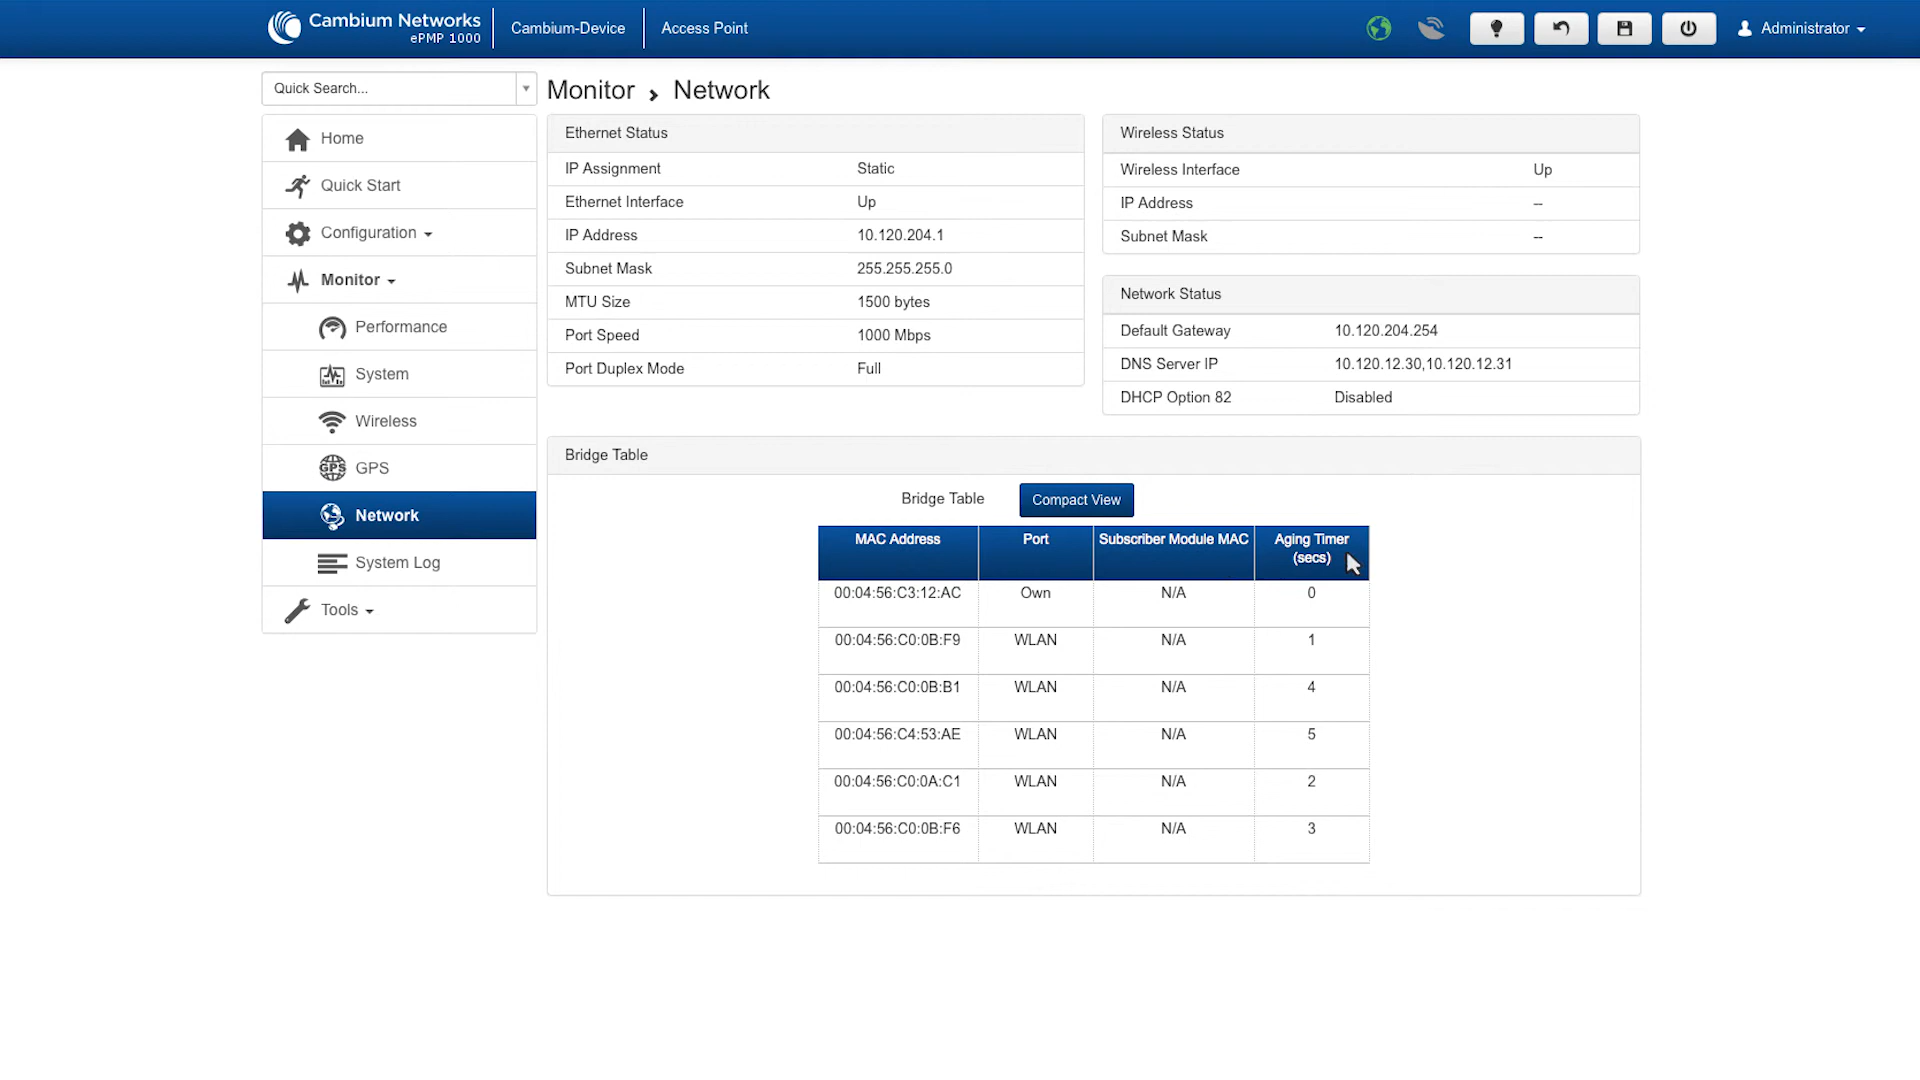 Cambium Networks
ePMP 1000
Cambium-Device
Access Point
Administrator
Quick Search...
Home
Quick Start
Configuration
Monitor
Performance
System
Wireless
GPS
GPS
Network
System Log
Tools
Monitor > Network
Ethernet Status
IP Assignment Static
Ethernet Interface Up
IP Address 10.120.204.1
Subnet Mask 255.255.255.0
MTU Size 1500 bytes
Port Speed 1000 Mbps
Port Duplex Mode Full
Wireless Status
Wireless Interface Up
IP Address --
Subnet Mask --
Network Status
Default Gateway 10.120.204.254
DNS Server IP 10.120.12.30,10.120.12.31
DHCP Option 82 Disabled
Bridge Table
Bridge Table Compact View
MAC Address Port Subscriber Module MAC Aging Timer
(secs)
00:04:56:C3:12:AC Own N/A 0
00:04:56:C0:0B:F9 WLAN N/A 1
00:04:56:C0:0B:B1 WLAN N/A 4
00:04:56:C4:53:AE WLAN N/A 5
00:04:56:C0:0A:C1 WLAN N/A 2
00:04:56:C0:0B:F6 WLAN N/A 3